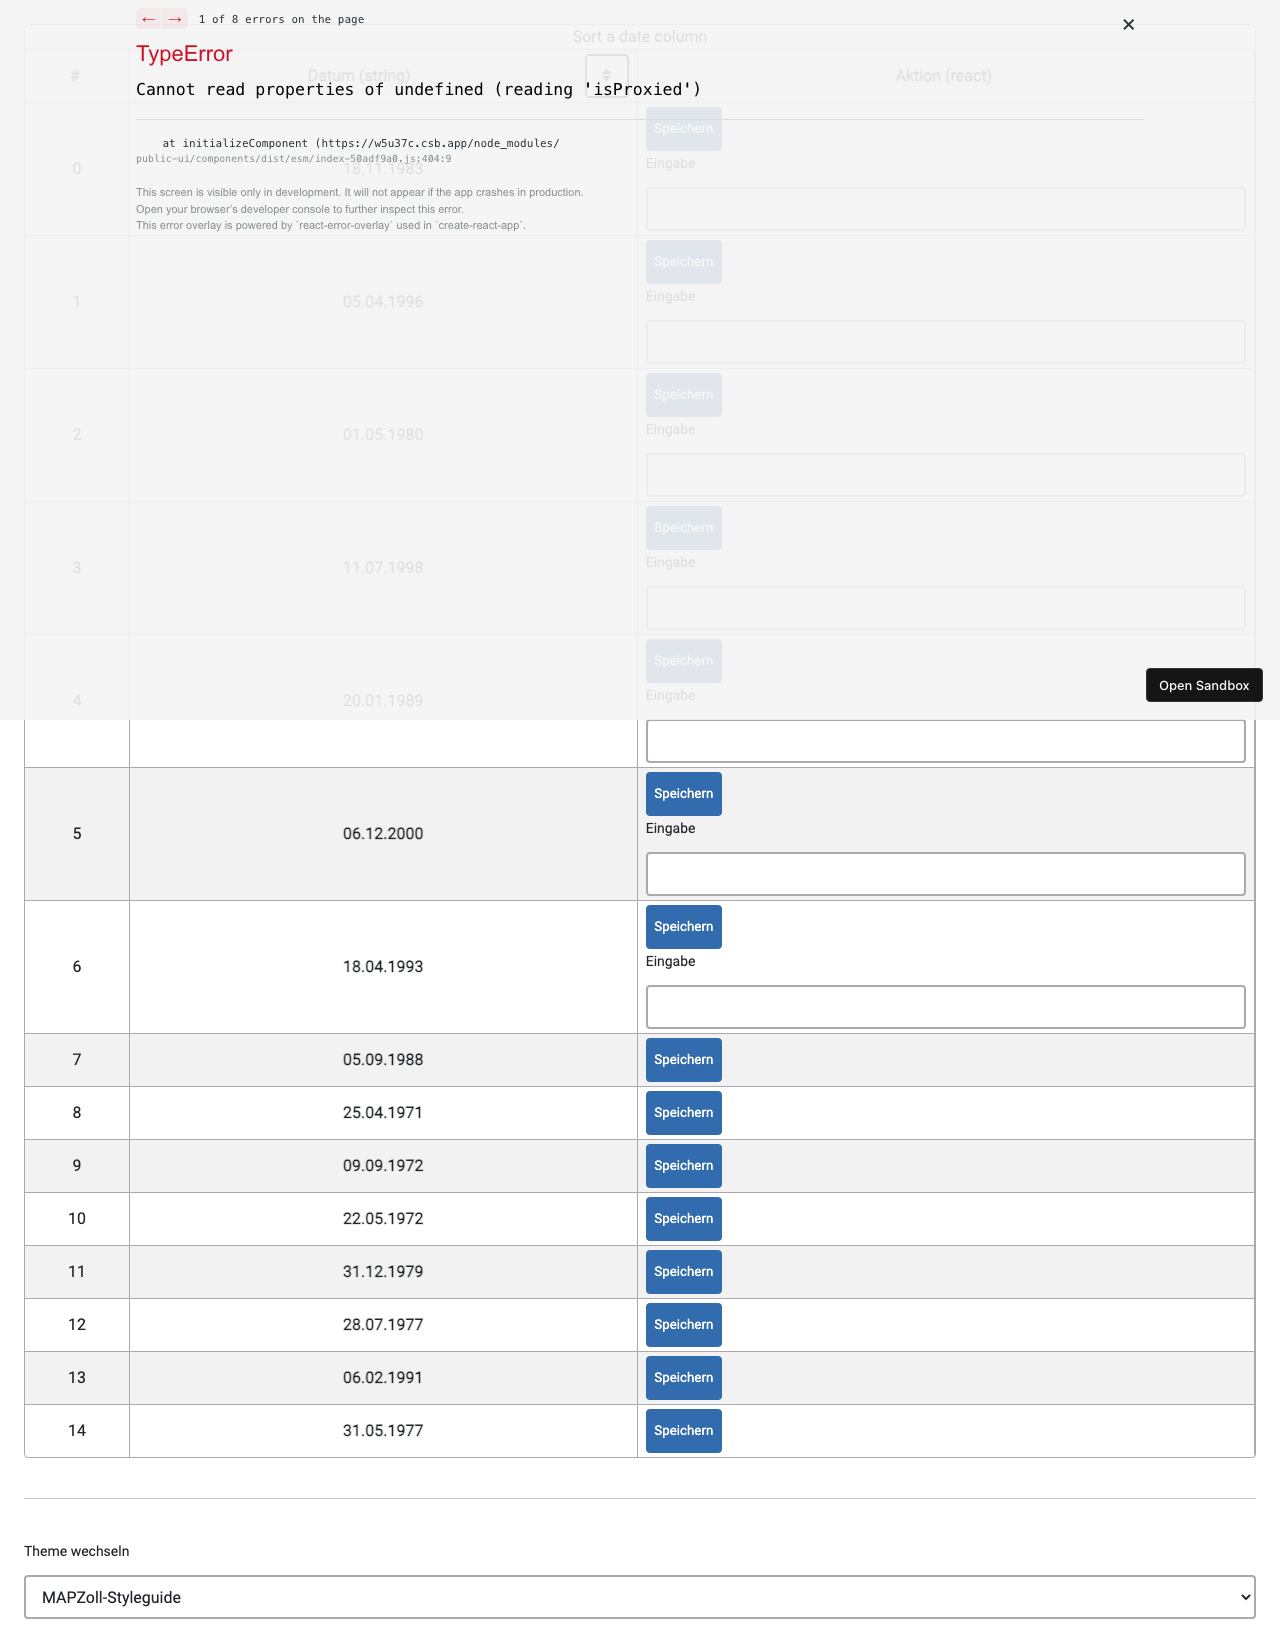 ← → 1 of 8 errors on the page
✕
Sort a date column
TypeError
# Datum (string) Aktion (react)
Cannot read properties of undefined (reading 'isProxied')
Speichern
at initializeComponent (https://w5u37c.csb.app/node_modules/
public-ui/components/dist/esm/index-50adf9a0.js:404:9
Eingabe
0 18.11.1983
This screen is visible only in development. It will not appear if the app crashes in production.
Open your browser’s developer console to further inspect this error.
This error overlay is powered by `react-error-overlay` used in `create-react-app`.
Speichern
Eingabe
1 05.04.1996
Speichern
Eingabe
2 01.05.1980
Speichern
Eingabe
3 11.07.1998
Speichern
Open Sandbox
Eingabe
4 20.01.1989
Speichern
Eingabe
5 06.12.2000
Speichern
Eingabe
6 18.04.1993
7 05.09.1988 Speichern
8 25.04.1971 Speichern
9 09.09.1972 Speichern
10 22.05.1972 Speichern
11 31.12.1979 Speichern
12 28.07.1977 Speichern
13 06.02.1991 Speichern
14 31.05.1977 Speichern
Theme wechseln
MAPZoll-Styleguide